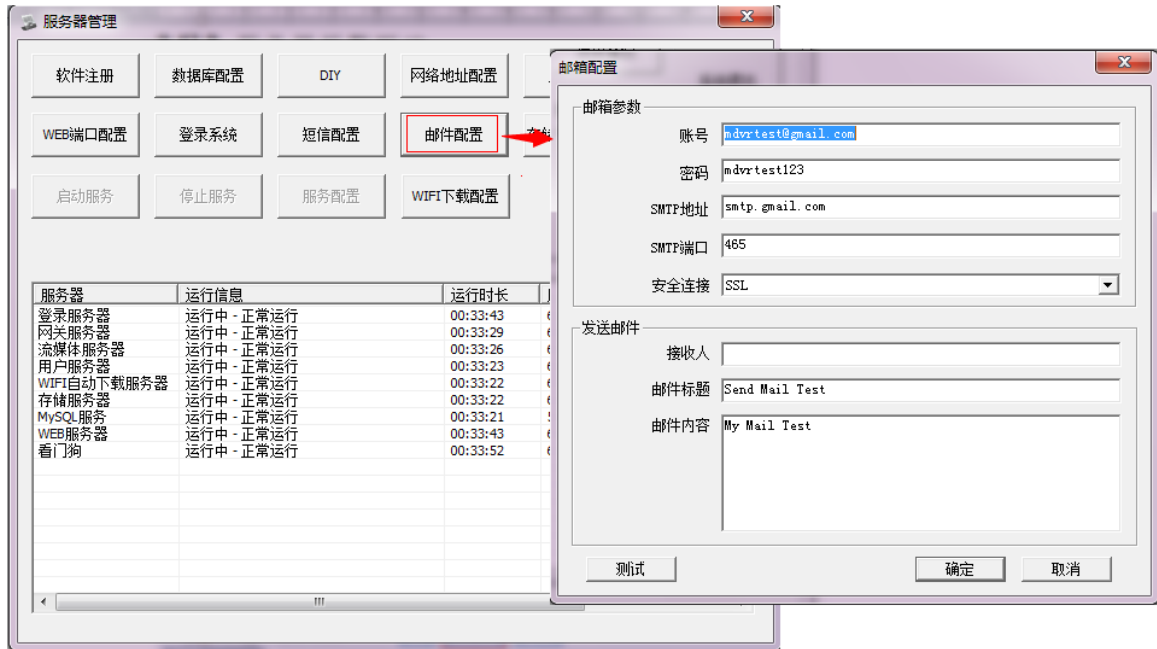 服务器管理
软件注册
数据库配置
DIY
网络地址配置
WEB端口配置
登录系统
短信配置
邮件配置
启动服务
停止服务
服务配置
WIFI下载配置
服务器 运行信息 运行时长
登录服务器 运行中 - 正常运行 00:33:43
网关服务器 运行中 - 正常运行 00:33:29
流媒体服务器 运行中 - 正常运行 00:33:26
用户服务器 运行中 - 正常运行 00:33:23
WIFI自动下载服务器 运行中 - 正常运行 00:33:22
存储服务器 运行中 - 正常运行 00:33:22
MySQL服务 运行中 - 正常运行 00:33:21
WEB服务器 运行中 - 正常运行 00:33:43
看门狗 运行中 - 正常运行 00:33:52
邮箱配置
邮箱参数
账号 mdvrtest@gmail.com
密码 mdvrtest123
SMTP地址 smtp.gmail.com
SMTP端口 465
安全连接 SSL
发送邮件
接收人
邮件标题 Send Mail Test
邮件内容 My Mail Test
测试
确定
取消